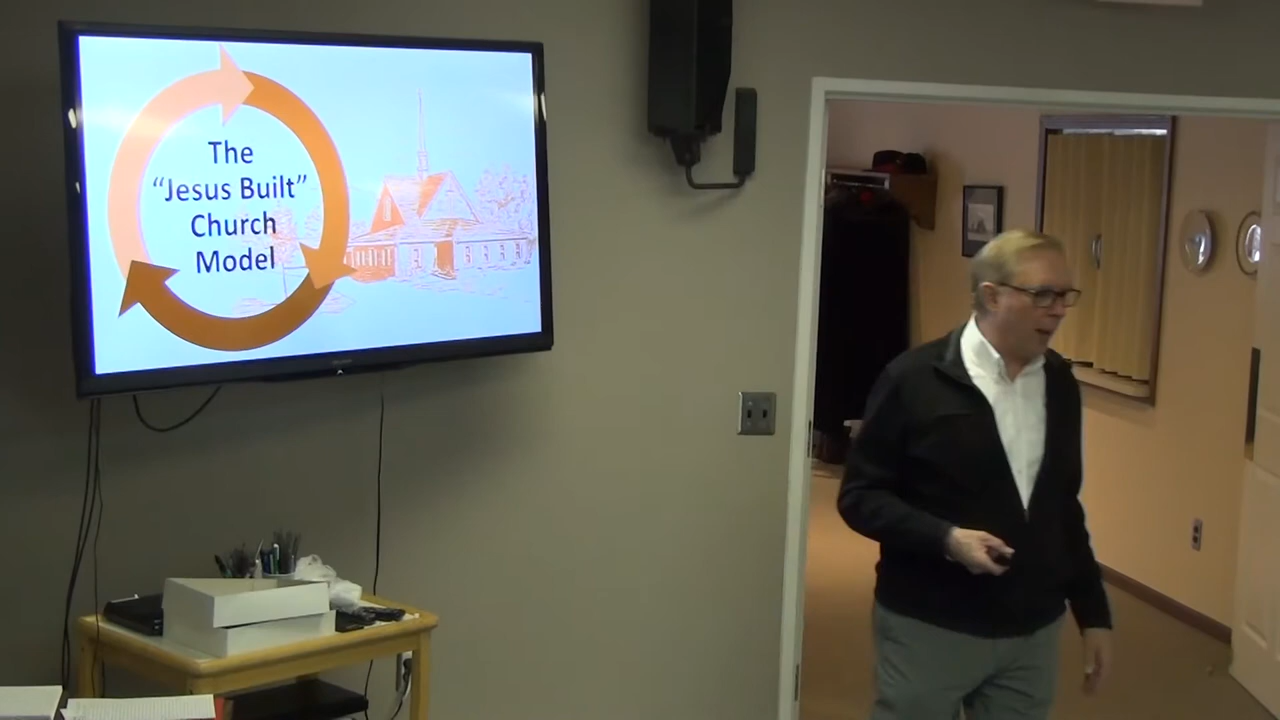 The
“Jesus Built”
Church
Model